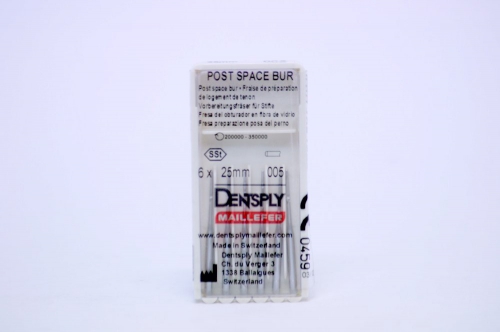 POST SPACE BUR
Post space bur - Fraise de préparation
de logement de tenon
Vorbereitungsfräser für Stifte
Fresa del obturador en fibra de vidrio
Fresa preparazione posa del perno
200000 - 350000
SSt
6 x 25mm 005
DENTSPLY
MAILLEFER
www.dentsplymaillefer.com
Made in Switzerland
Dentsply Maillefer
Ch. du Verger 3
1338 Ballaigues
Switzerland
CE 0459